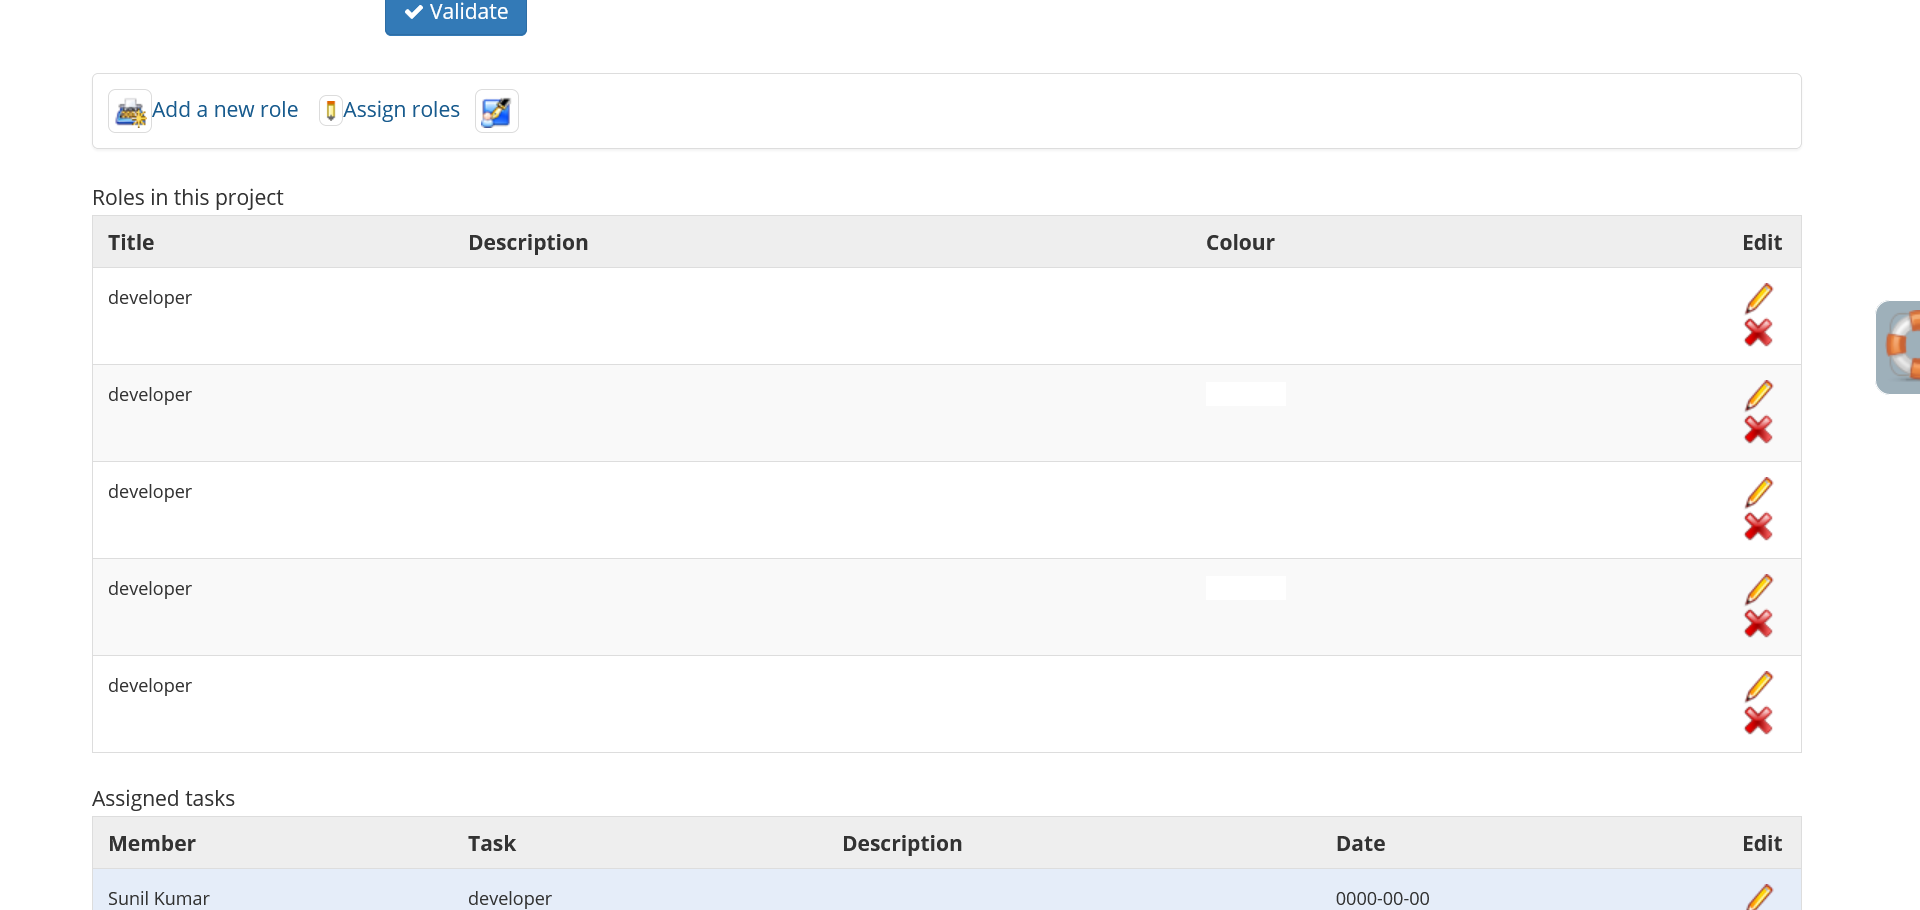 Validate
Add a new role Assign roles
Roles in this project
Title Description Colour Edit
developer
developer
developer
developer
developer
Assigned tasks
Member Task Description Date Edit
Sunil Kumar developer 0000-00-00